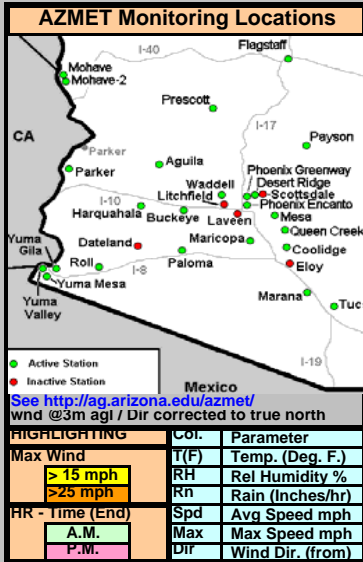 AZMET Monitoring Locations
Flagstaff
I-40
Mohave
Mohave-2
Prescott
I-17
CA
Payson
Parker
Aguila
Parker
Phoenix Greenway
Waddell
Desert Ridge
Litchfield
Scottsdale
I-10
Phoenix Encanto
Harquahala
Buckeye
Laveen
Mesa
Yuma
Gila
Dateland
Maricopa
Queen Creek
Coolidge
Roll
I-8
Paloma
Eloy
Yuma Mesa
Yuma
Valley
Marana
Tuc
Active Station
Inactive Station
I-19
Mexico
See http://ag.arizona.edu/azmet/
wnd @3m agl / Dir corrected to true north
HIGHLIGHTING
Col. Parameter
Max Wind
T(F) Temp. (Deg. F.)
> 15 mph
RH Rel Humidity %
>25 mph
Rn Rain (Inches/hr)
HR - Time (End)
Spd Avg Speed mph
A.M.
Max Max Speed mph
P.M.
Dir Wind Dir. (from)